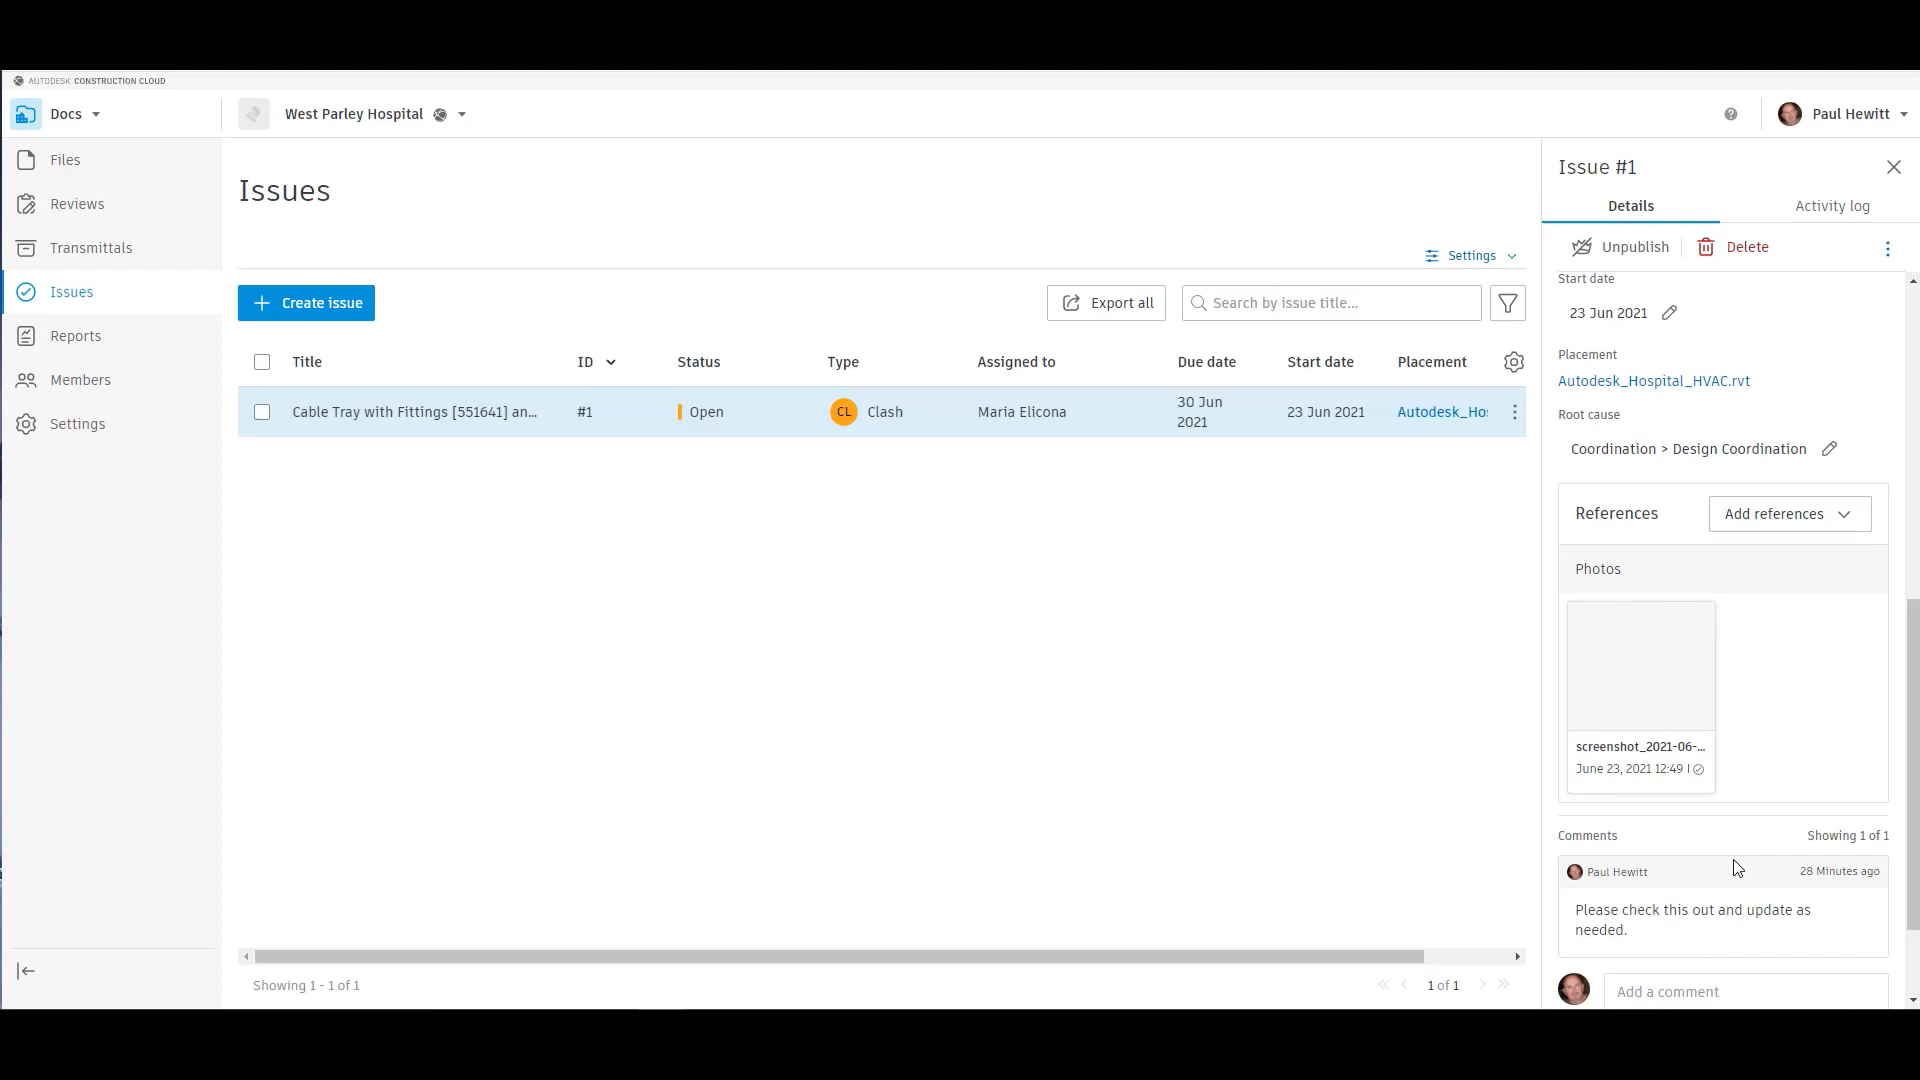 AUTODESK CONSTRUCTION CLOUD
Docs
West Parley Hospital
Paul Hewitt
Files
Reviews
Transmittals
Issues
Reports
Members
Settings
Issues
Settings
Create issue
Export all
Search by issue title...
Title
ID
Status
Type
Assigned to
Due date
Start date
Placement
Cable Tray with Fittings [551641] an...
#1
Open
CL
Clash
Maria Elicona
30 Jun
2021
23 Jun 2021
Autodesk_Ho
Showing 1 - 1 of 1
1 of 1
Issue #1
Details
Activity log
Unpublish
Delete
Start date
23 Jun 2021
Placement
Autodesk_Hospital_HVAC.rvt
Root cause
Coordination > Design Coordination
References
Add references
Photos
screenshot_2021-06-...
June 23, 2021 12:49 |
Comments
Showing 1 of 1
Paul Hewitt
28 Minutes ago
Please check this out and update as
needed.
Add a comment